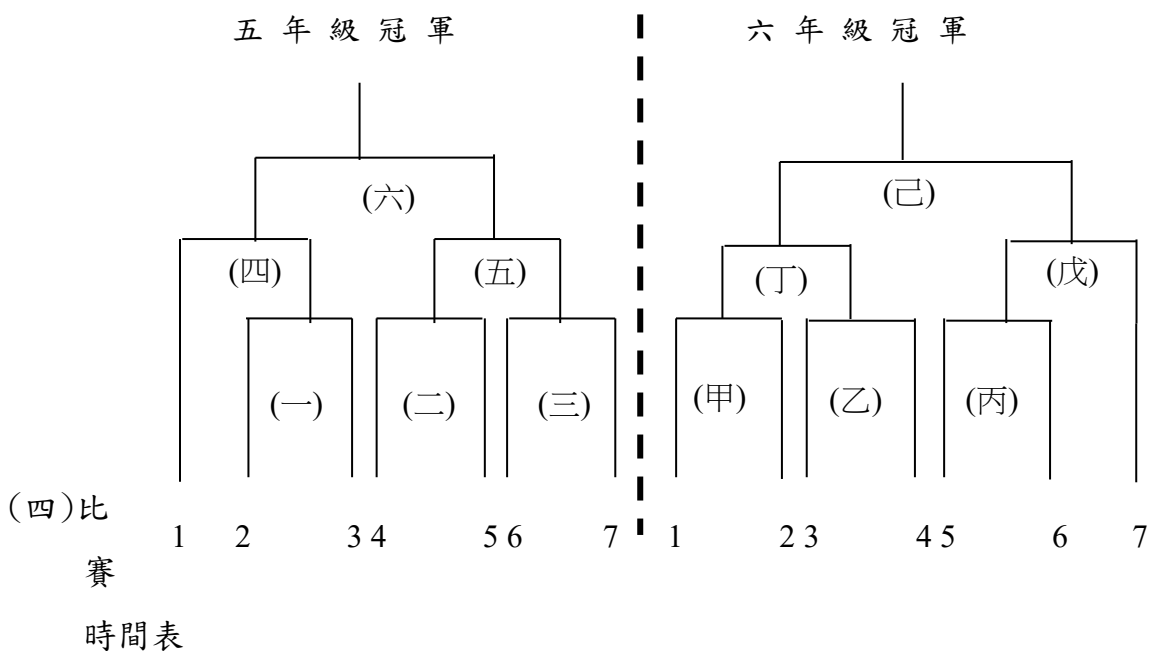 五年級冠軍 六年級冠軍
(六) (己)
(四) (五) (丁) (戊)
(一) (二) (三) (甲) (乙) (丙)
(四)比
1 2 3 4 5 6 7 1 2 3 4 5 6 7
賽
時間表